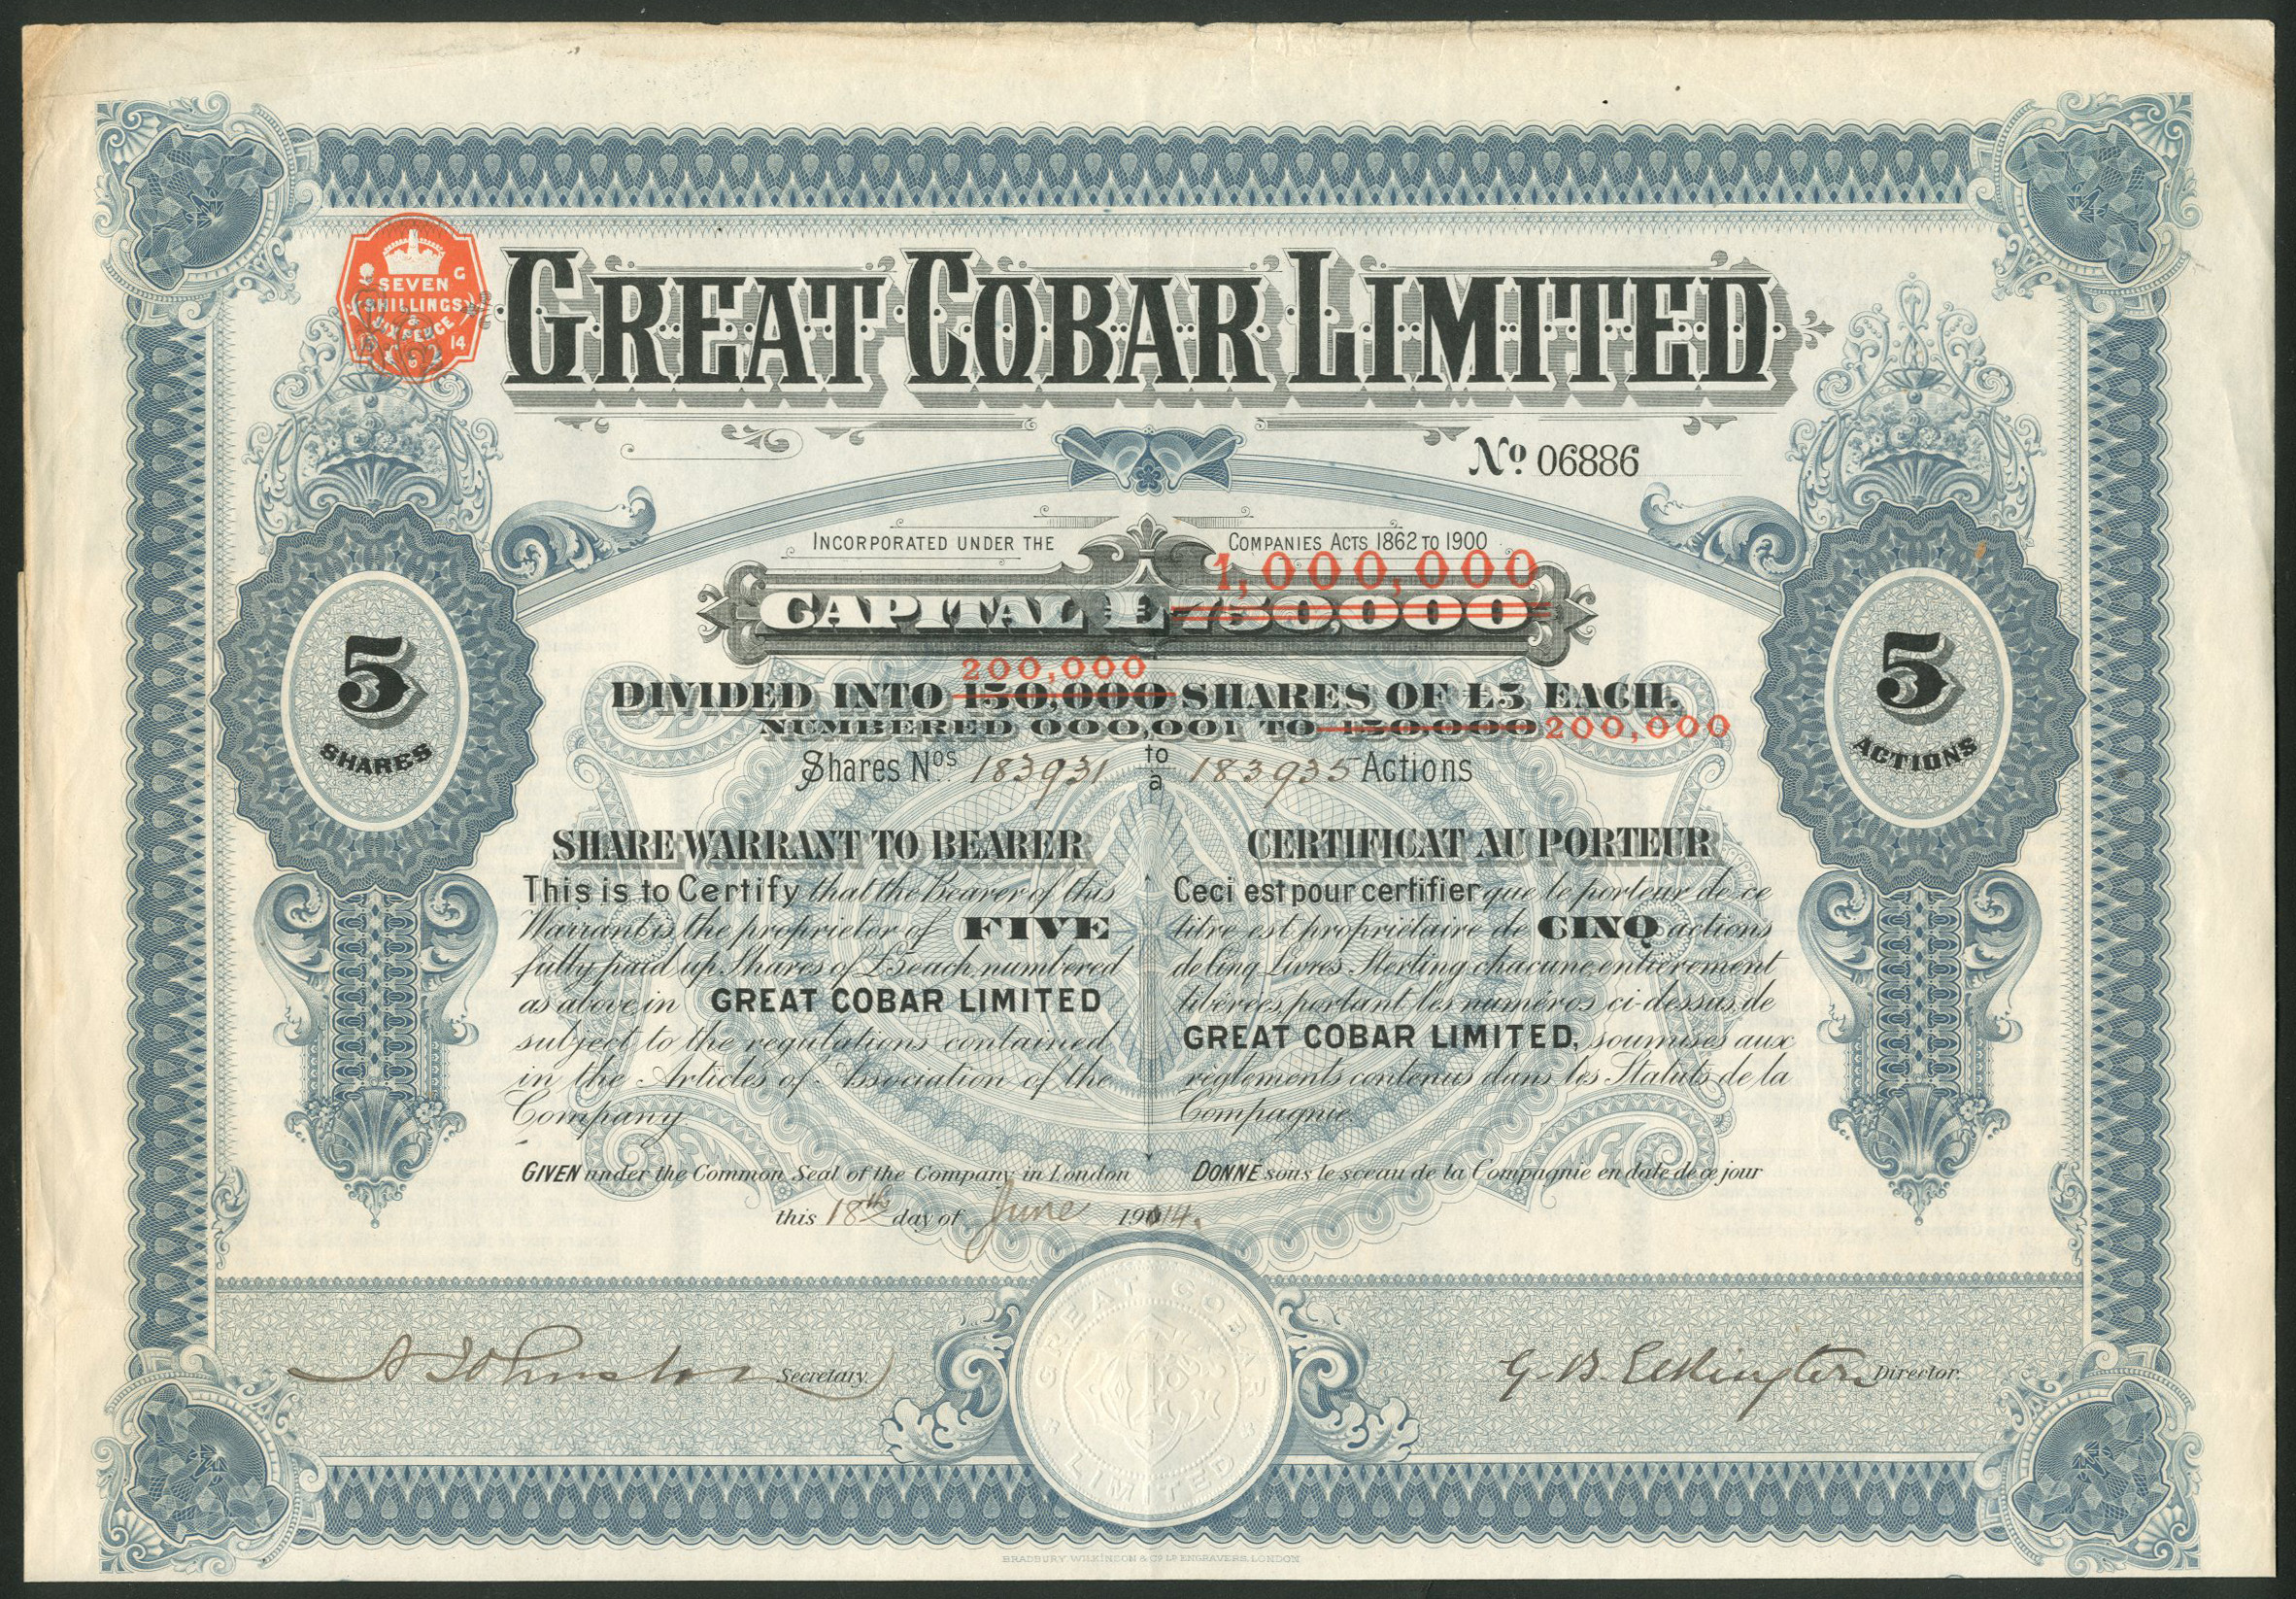 GREAT COBAR LIMITED
SEVEN
SHILLINGS
&
SIXPENCE
G
14
Nº 06886
INCORPORATED UNDER THE COMPANIES ACTS 1862 TO 1900
1,000,000
CAPITAL £750,000
200,000
DIVIDED INTO 150,000 SHARES OF £5 EACH.
NUMBERED 000,001 TO 150,000 200,000
Shares Nos. 183931 to a 183935 Actions
5
SHARES
5
ACTIONS
SHARE WARRANT TO BEARER
This is to Certify that the Bearer of this
Warrant is the proprietor of FIVE
fully paid up Shares of £5 each, numbered
as above, in GREAT COBAR LIMITED
subject to the regulations contained
in the Articles of Association of the
Company
CERTIFICAT AU PORTEUR
Ceci est pour certifier que le porteur de ce
titre est propriétaire de CINQ actions
de Cinq Livres Sterling chacune, entièrement
libérées, portant les numéros ci-dessus, de
GREAT COBAR LIMITED, soumises aux
règlements contenus dans les Statuts de la
Compagnie.
GIVEN under the Common Seal of the Company in London
DONNÉ sous le sceau de la Compagnie en date de ce jour
this 18th day of June 1914.
GREAT COBAR
LIMITED
A Johnston Secretary.
G. B. Elkington Director.
BRADBURY WILKINSON & Co. Ld. ENGRAVERS, LONDON